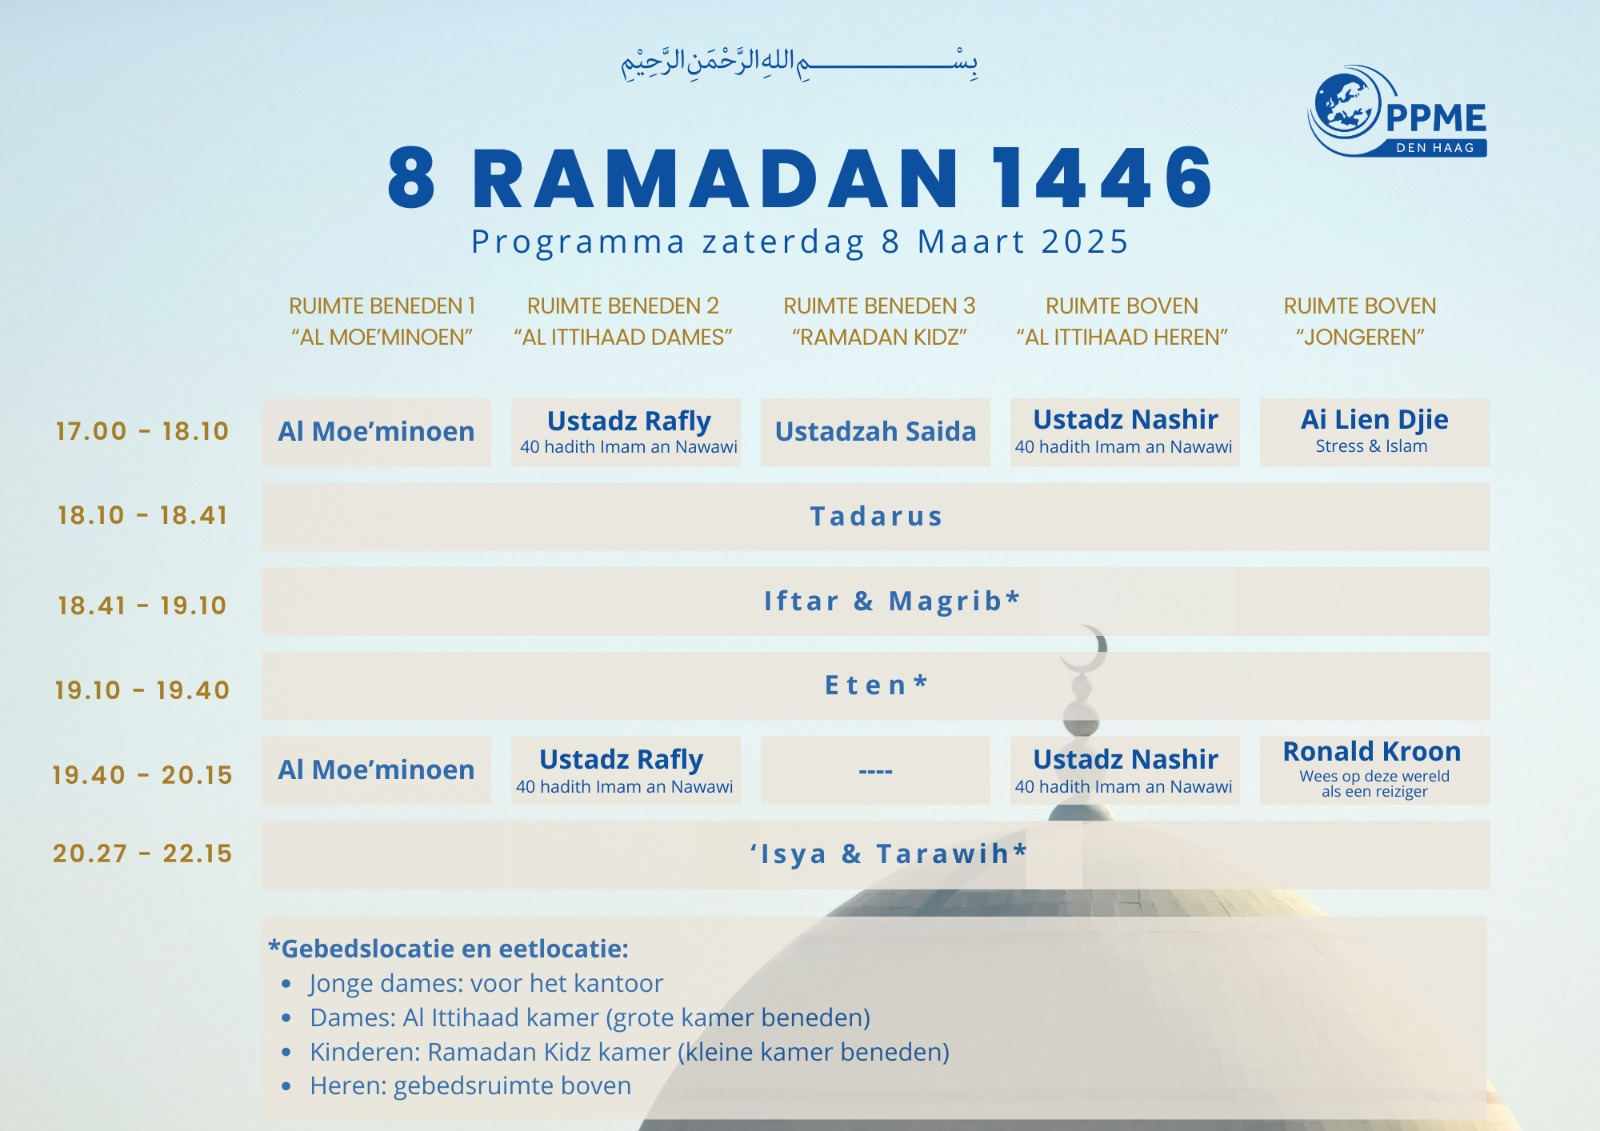 بِسْمِ اللهِ الرَّحْمَنِ الرَّحِيْمِ
PPME
DEN HAAG
8 RAMADAN 1446
Programma zaterdag 8 Maart 2025
RUIMTE BENEDEN 1
“AL MOE’MINOEN”
RUIMTE BENEDEN 2
“AL ITTIHAAD DAMES”
RUIMTE BENEDEN 3
“RAMADAN KIDZ”
RUIMTE BOVEN
“AL ITTIHAAD HEREN”
RUIMTE BOVEN
“JONGEREN”
17.00 - 18.10
Al Moe’minoen
Ustadz Rafly
40 hadith Imam an Nawawi
Ustadzah Saida
Ustadz Nashir
40 hadith Imam an Nawawi
Ai Lien Djie
Stress & Islam
18.10 - 18.41
Tadarus
18.41 - 19.10
Iftar & Magrib*
19.10 - 19.40
Eten*
19.40 - 20.15
Al Moe’minoen
Ustadz Rafly
40 hadith Imam an Nawawi
----
Ustadz Nashir
40 hadith Imam an Nawawi
Ronald Kroon
Wees op deze wereld
als een reiziger
20.27 - 22.15
‘Isya & Tarawih*
*Gebedslocatie en eetlocatie:
• Jonge dames: voor het kantoor
• Dames: Al Ittihaad kamer (grote kamer beneden)
• Kinderen: Ramadan Kidz kamer (kleine kamer beneden)
• Heren: gebedsruimte boven